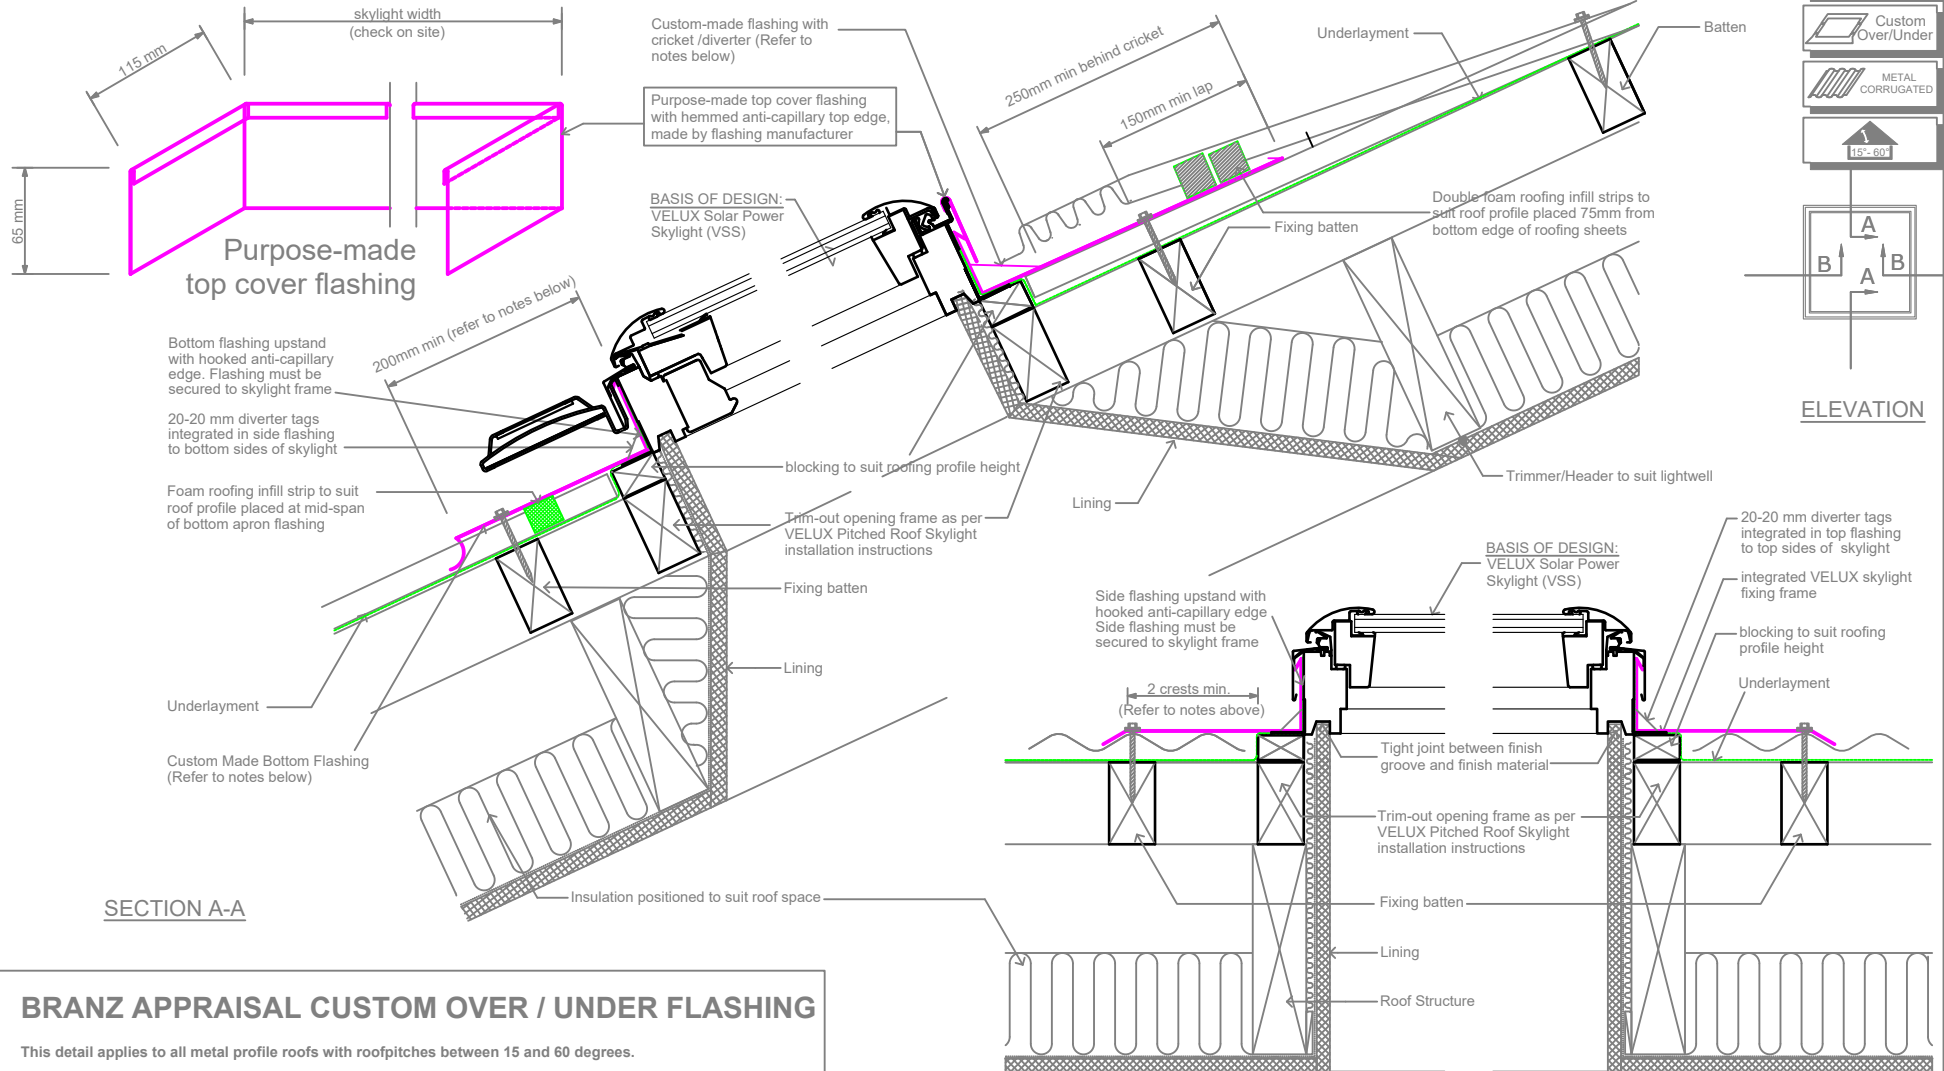 skylight width
(check on site)
115 mm
65 mm
Purpose-made
top cover flashing
Custom-made flashing with
cricket /diverter (Refer to
notes below)
Purpose-made top cover flashing
with hemmed anti-capillary top edge,
made by flashing manufacturer
BASIS OF DESIGN:
VELUX Solar Power
Skylight (VSS)
250mm min behind cricket
150mm min lap
Underlayment
Batten
Custom
Over/Under
METAL
CORRUGATED
15°- 60°
Double foam roofing infill strips to
suit roof profile placed 75mm from
bottom edge of roofing sheets
Fixing batten
A
B
B
A
ELEVATION
200mm min (refer to notes below)
Bottom flashing upstand
with hooked anti-capillary
edge. Flashing must be
secured to skylight frame
20-20 mm diverter tags
integrated in side flashing
to bottom sides of skylight
Foam roofing infill strip to suit
roof profile placed at mid-span
of bottom apron flashing
blocking to suit roofing profile height
Trim-out opening frame as per
VELUX Pitched Roof Skylight
installation instructions
Fixing batten
Lining
Lining
Trimmer/Header to suit lightwell
Underlayment
Custom Made Bottom Flashing
(Refer to notes below)
Insulation positioned to suit roof space
SECTION A-A
BASIS OF DESIGN:
VELUX Solar Power
Skylight (VSS)
20-20 mm diverter tags
integrated in top flashing
to top sides of skylight
integrated VELUX skylight
fixing frame
blocking to suit roofing
profile height
Underlayment
Side flashing upstand with
hooked anti-capillary edge
Side flashing must be
secured to skylight frame
2 crests min.
(Refer to notes above)
Tight joint between finish
groove and finish material
Trim-out opening frame as per
VELUX Pitched Roof Skylight
installation instructions
Fixing batten
Lining
Roof Structure
BRANZ APPRAISAL CUSTOM OVER / UNDER FLASHING
This detail applies to all metal profile roofs with roofpitches between 15 and 60 degrees.